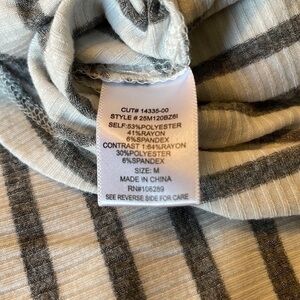 CUT# 14335-00
STYLE # 25M120BZ6I
SELF:53%POLYESTER
41%RAYON
6%SPANDEX
CONTRAST 1:64%RAYON
30%POLYESTER
6%SPANDEX
SIZE: M
MADE IN CHINA
RN#108289
SEE REVERSE SIDE FOR CARE